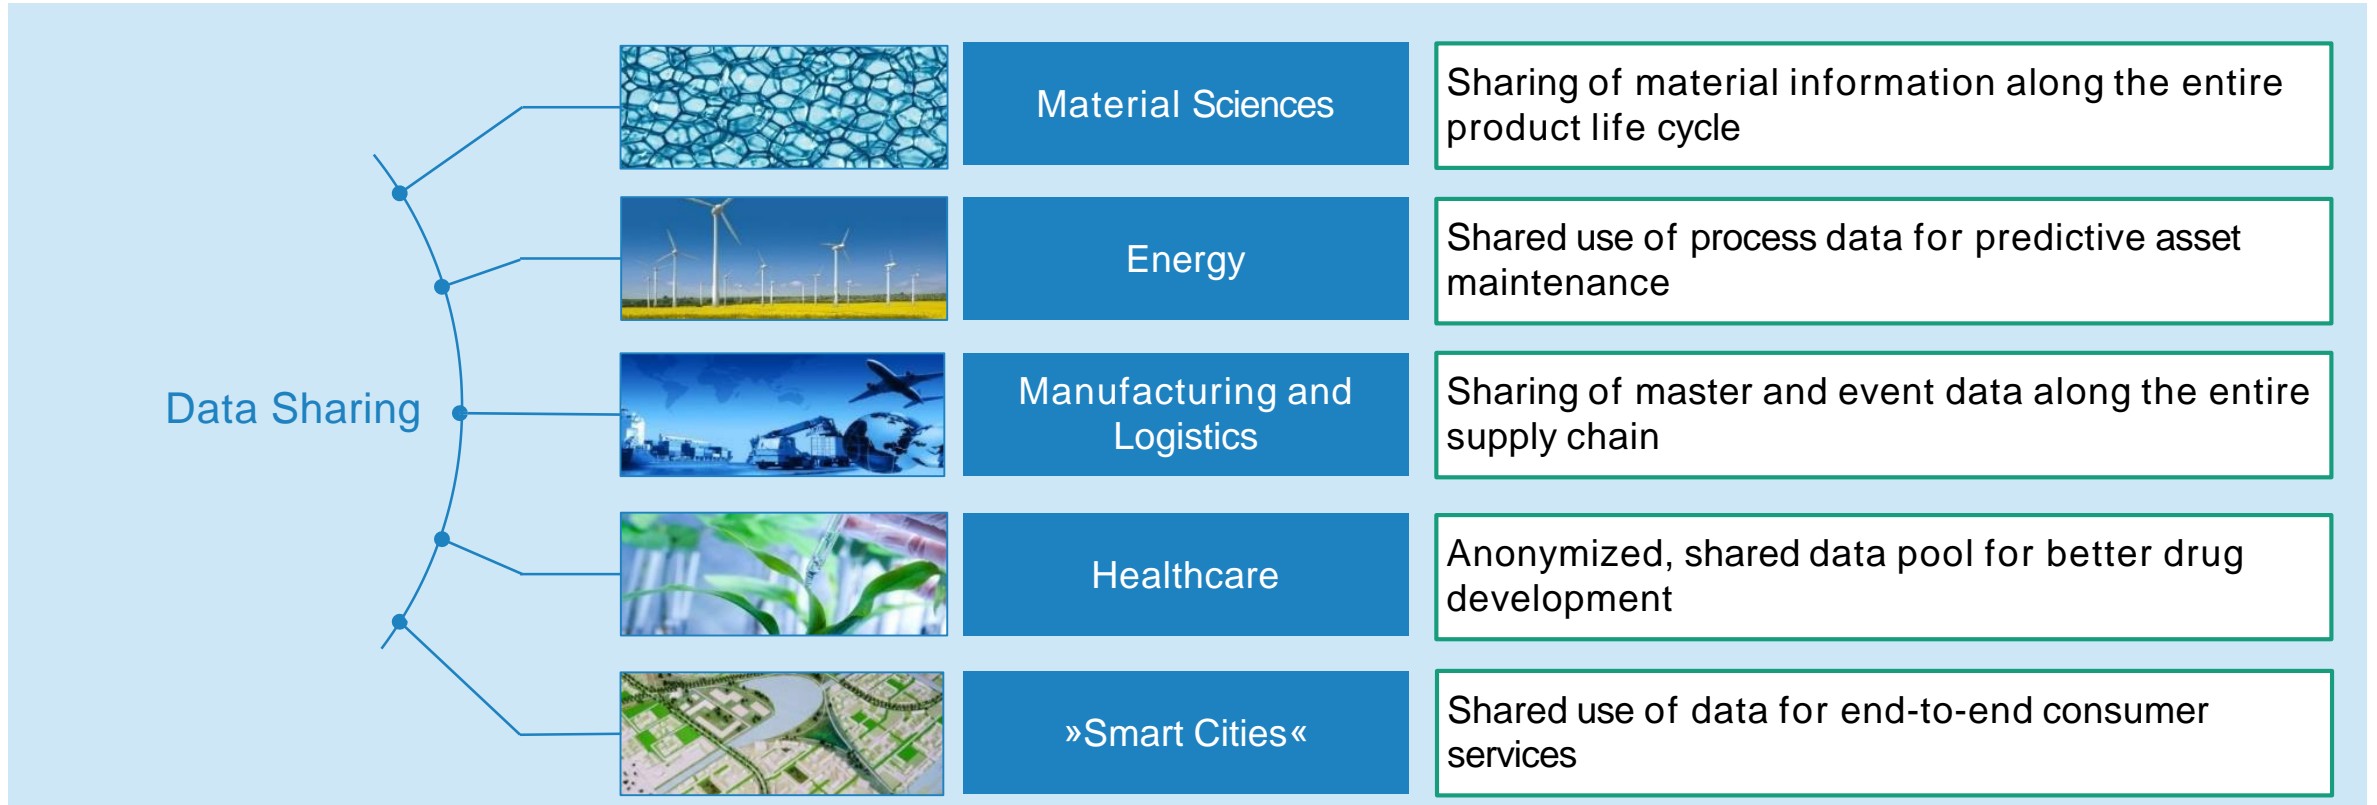 Data Sharing
Material Sciences
Sharing of material information along the entire
product life cycle
Energy
Shared use of process data for predictive asset
maintenance
Manufacturing and
Logistics
Sharing of master and event data along the entire
supply chain
Healthcare
Anonymized, shared data pool for better drug
development
»Smart Cities«
Shared use of data for end-to-end consumer
services